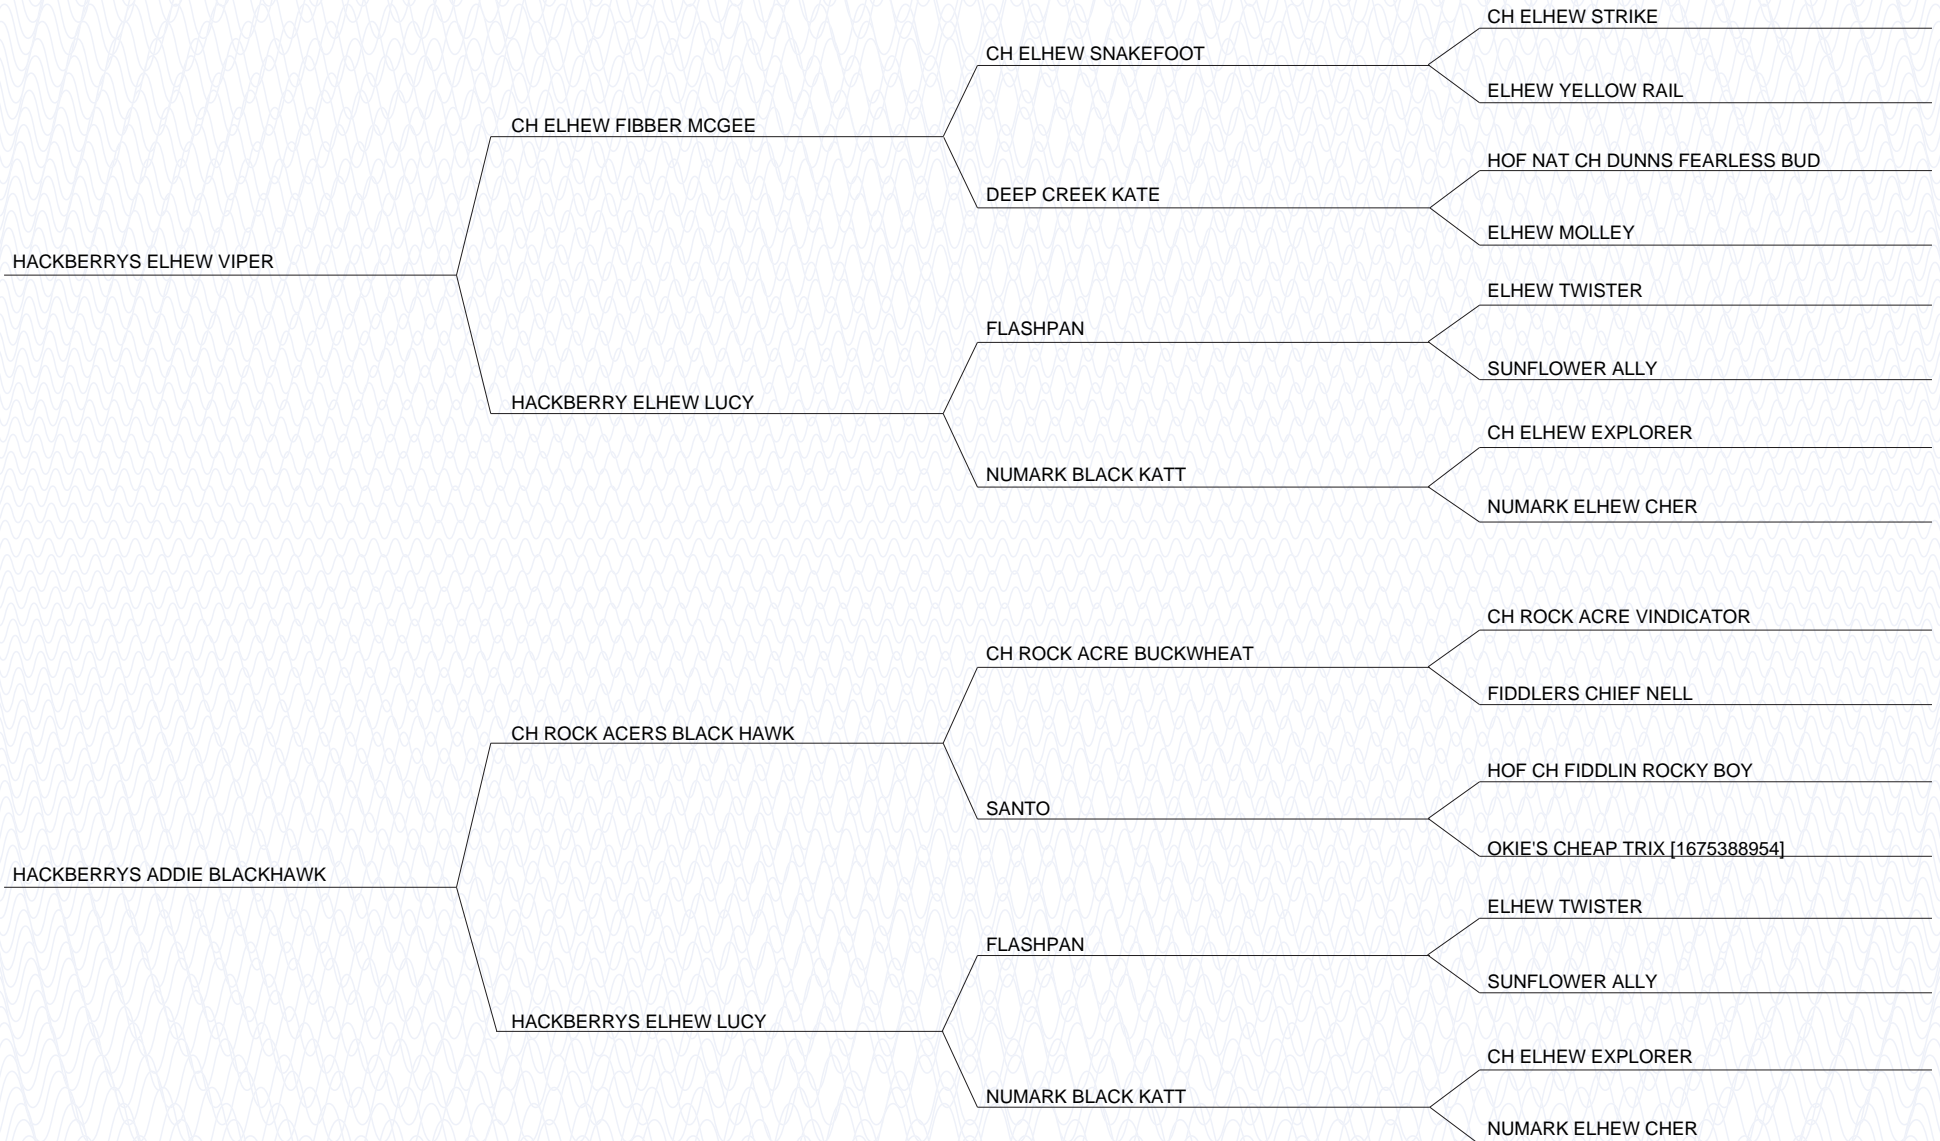 CH ELHEW STRIKE
CH ELHEW SNAKEFOOT
ELHEW YELLOW RAIL
CH ELHEW FIBBER MCGEE
HOF NAT CH DUNNS FEARLESS BUD
DEEP CREEK KATE
ELHEW MOLLEY
HACKBERRYS ELHEW VIPER
ELHEW TWISTER
FLASHPAN
SUNFLOWER ALLY
HACKBERRY ELHEW LUCY
CH ELHEW EXPLORER
NUMARK BLACK KATT
NUMARK ELHEW CHER
CH ROCK ACRE VINDICATOR
CH ROCK ACRE BUCKWHEAT
FIDDLERS CHIEF NELL
CH ROCK ACERS BLACK HAWK
HOF CH FIDDLIN ROCKY BOY
SANTO
OKIE'S CHEAP TRIX [1675388954]
HACKBERRYS ADDIE BLACKHAWK
ELHEW TWISTER
FLASHPAN
SUNFLOWER ALLY
HACKBERRYS ELHEW LUCY
CH ELHEW EXPLORER
NUMARK BLACK KATT
NUMARK ELHEW CHER